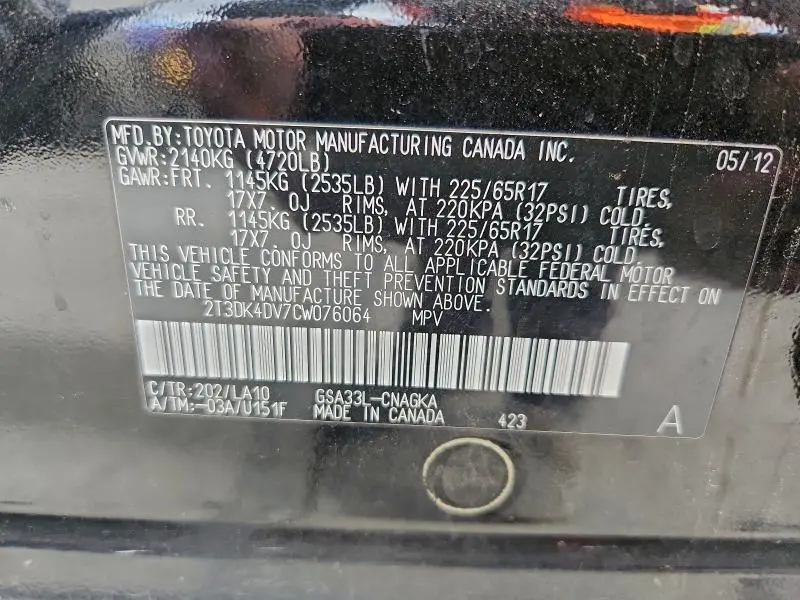 MFD.BY:TOYOTA MOTOR MANUFACTURING CANADA INC. 05/12
GVWR:2140KG (4720LB)
GAWR:FRT. 1145KG (2535LB) WITH 225/65R17 TIRES,
17X7. 0J RIMS, AT 220KPA (32PSI) COLD.
RR. 1145KG (2535LB) WITH 225/65R17 TIRES,
17X7. 0J RIMS, AT 220KPA (32PSI) COLD.
THIS VEHICLE CONFORMS TO ALL APPLICABLE FEDERAL MOTOR
VEHICLE SAFETY AND THEFT PREVENTION STANDARDS IN EFFECT ON
THE DATE OF MANUFACTURE SHOWN ABOVE.
2T3DK4DV7CW076064 MPV
C/TR:202/LA10 GSA33L-CNAGKA
A/TM:-03A/U151F MADE IN CANADA 423 A